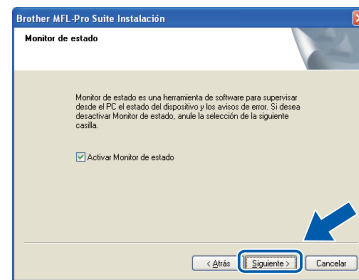 Brother MFL-Pro Suite Instalación
Monitor de estado
Monitor de estado es una herramienta de software para supervisar
desde el PC el estado del dispositivo y los avisos de error. Si desea
desactivar Monitor de estado, anule la selección de la siguiente
casilla.
Activar Monitor de estado
< Atrás
Siguiente >
Cancelar